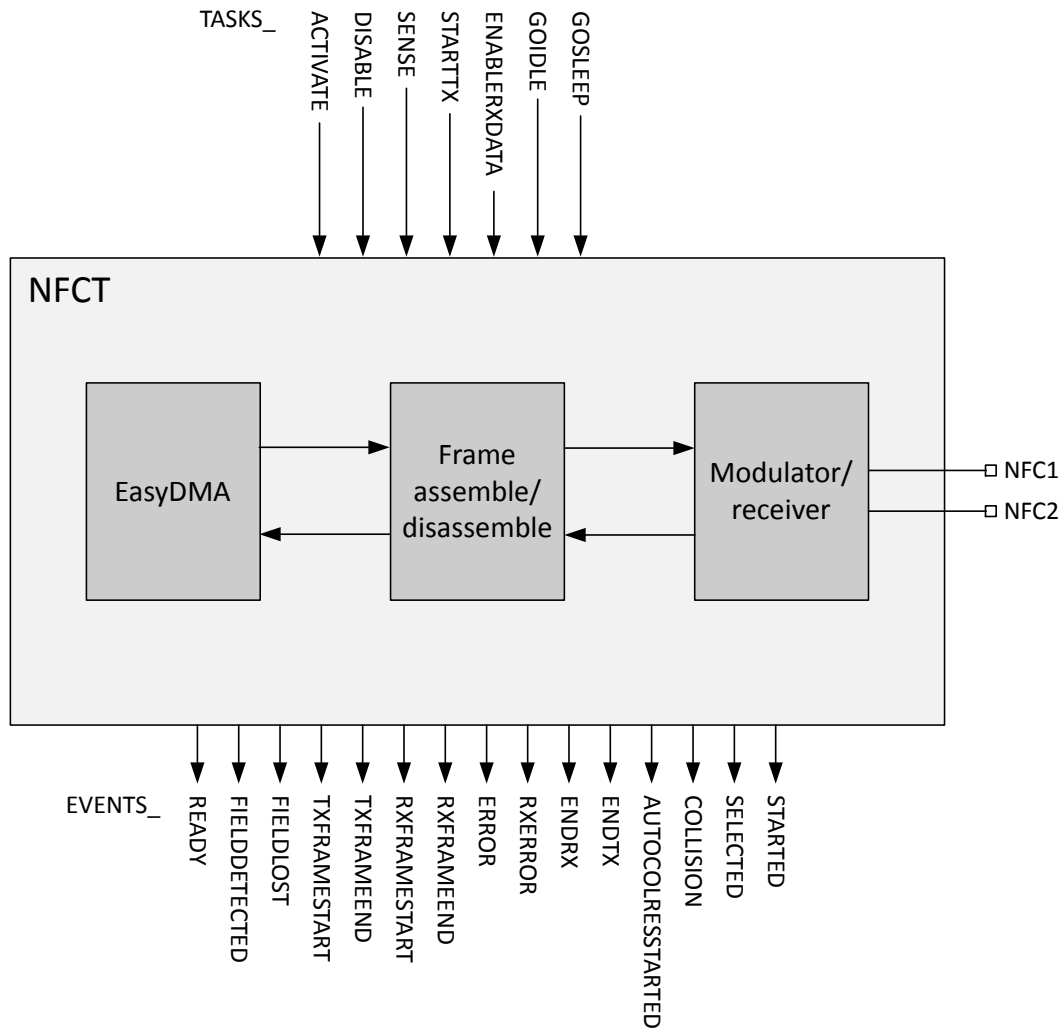 TASKS_
ACTIVATE
DISABLE
SENSE
STARTTX
ENABLERXDATA
GOIDLE
GOSLEEP
NFCT
EasyDMA
Frame
assemble/
disassemble
Modulator/
receiver
NFC1
NFC2
EVENTS_
READY
FIELDDETECTED
FIELDLOST
TXFRAMESTART
TXFRAMEEND
RXFRAMESTART
RXFRAMEEND
ERROR
RXERROR
ENDRX
ENDTX
AUTOCOLRESSTARTED
COLLISION
SELECTED
STARTED